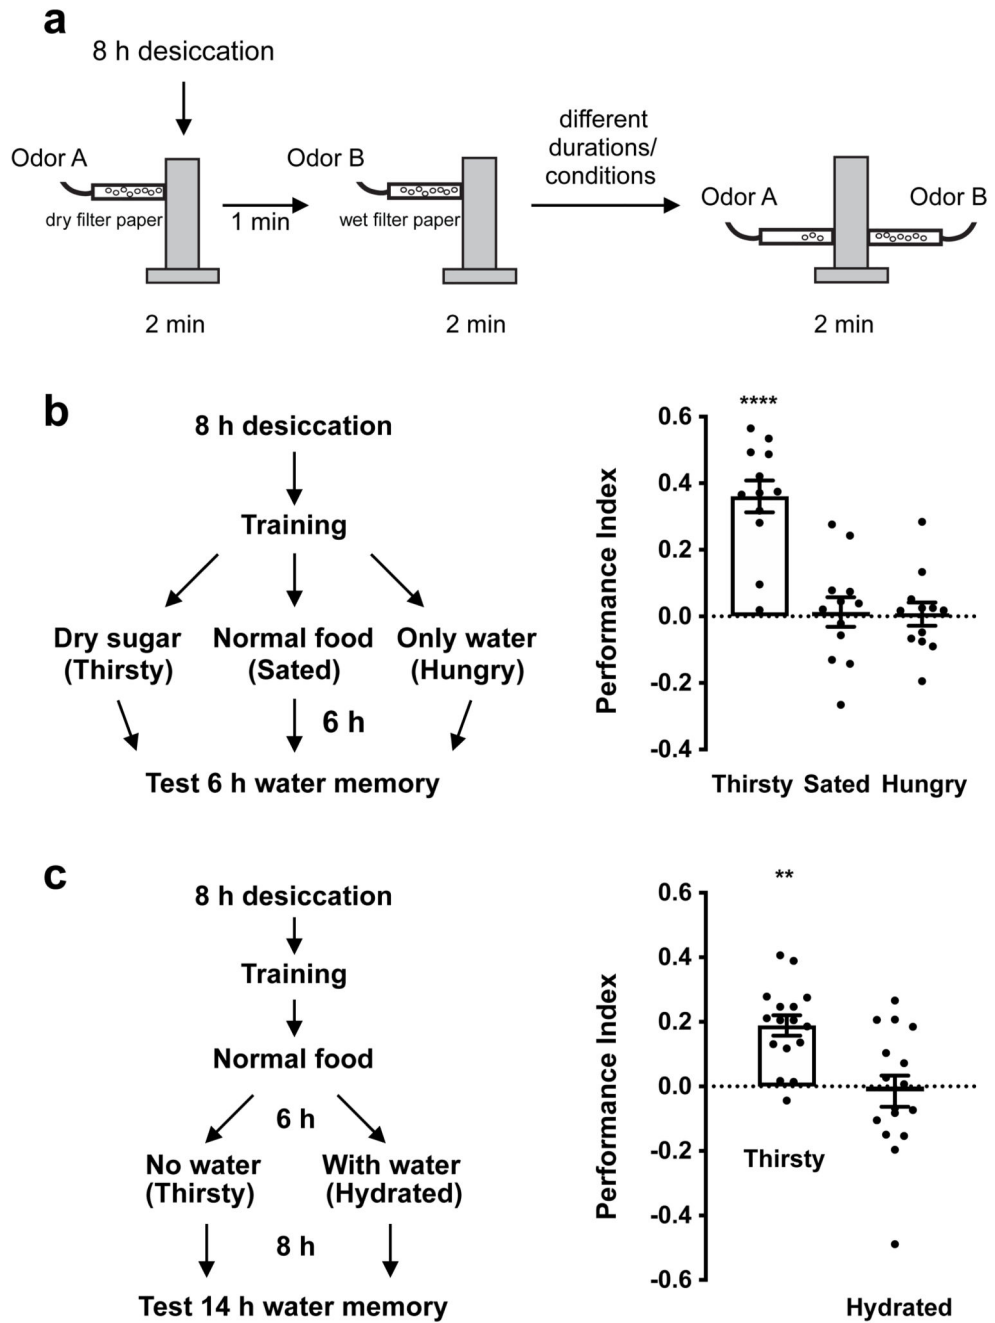 a
8 h desiccation
Odor A
dry filter paper
2 min
1 min
Odor B
wet filter paper
2 min
different
durations/
conditions
Odor A
Odor B
2 min
b
8 h desiccation
Training
Dry sugar
(Thirsty)
Normal food
(Sated)
Only water
(Hungry)
6 h
Test 6 h water memory
Performance Index
0.6
0.4
0.2
0.0
-0.2
-0.4
****
Thirsty Sated Hungry
c
8 h desiccation
Training
Normal food
6 h
No water
(Thirsty)
With water
(Hydrated)
8 h
Test 14 h water memory
Performance Index
0.6
0.4
0.2
0.0
-0.2
-0.4
-0.6
**
Thirsty
Hydrated